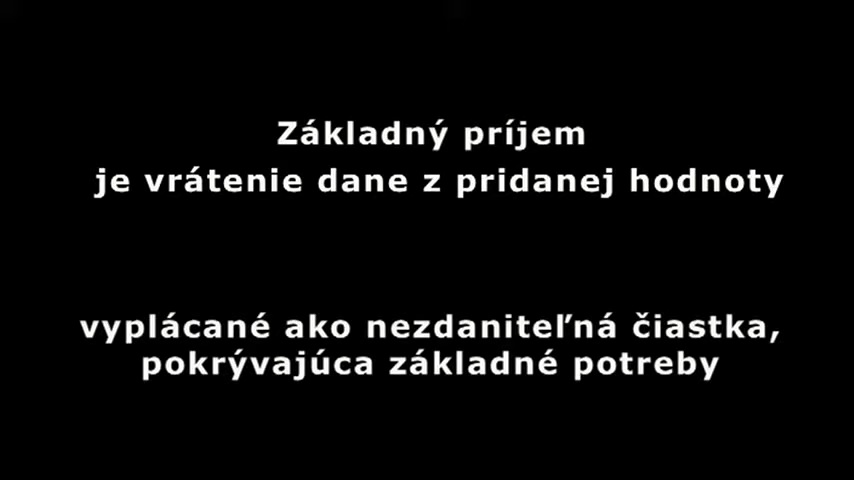 Základný príjem
je vrátenie dane z pridanej hodnoty
vyplácané ako nezdaniteľná čiastka,
pokrývajúca základné potreby